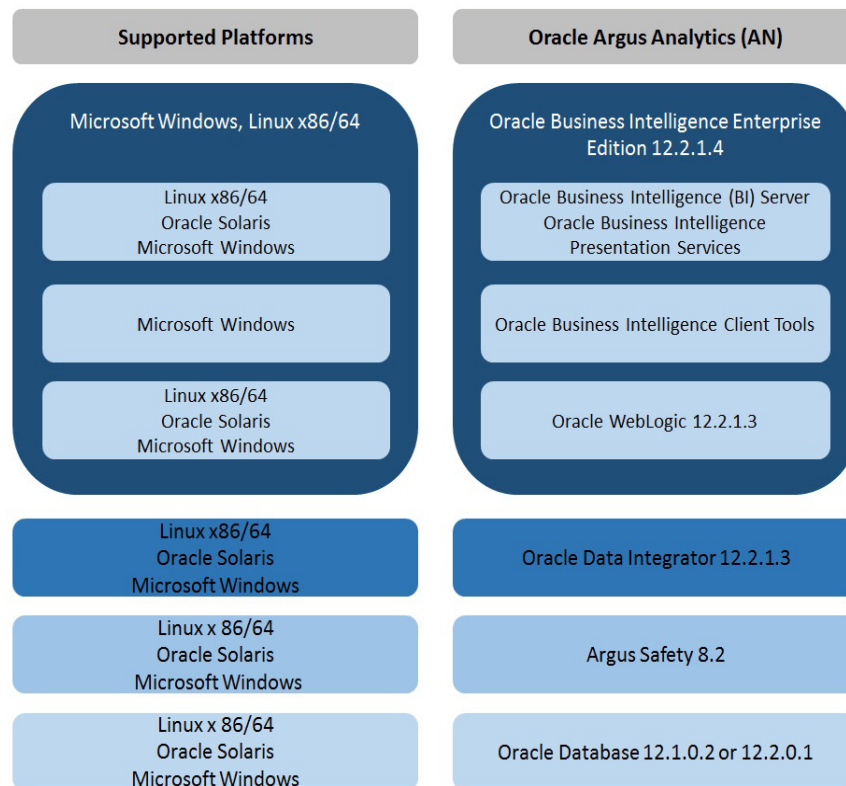 Supported Platforms
Oracle Argus Analytics (AN)
Microsoft Windows, Linux x86/64
Oracle Business Intelligence Enterprise
Edition 12.2.1.4
Linux x86/64
Oracle Solaris
Microsoft Windows
Oracle Business Intelligence (BI) Server
Oracle Business Intelligence
Presentation Services
Microsoft Windows
Oracle Business Intelligence Client Tools
Linux x86/64
Oracle Solaris
Microsoft Windows
Oracle WebLogic 12.2.1.3
Linux x86/64
Oracle Solaris
Microsoft Windows
Oracle Data Integrator 12.2.1.3
Linux x 86/64
Oracle Solaris
Microsoft Windows
Argus Safety 8.2
Linux x 86/64
Oracle Solaris
Microsoft Windows
Oracle Database 12.1.0.2 or 12.2.0.1